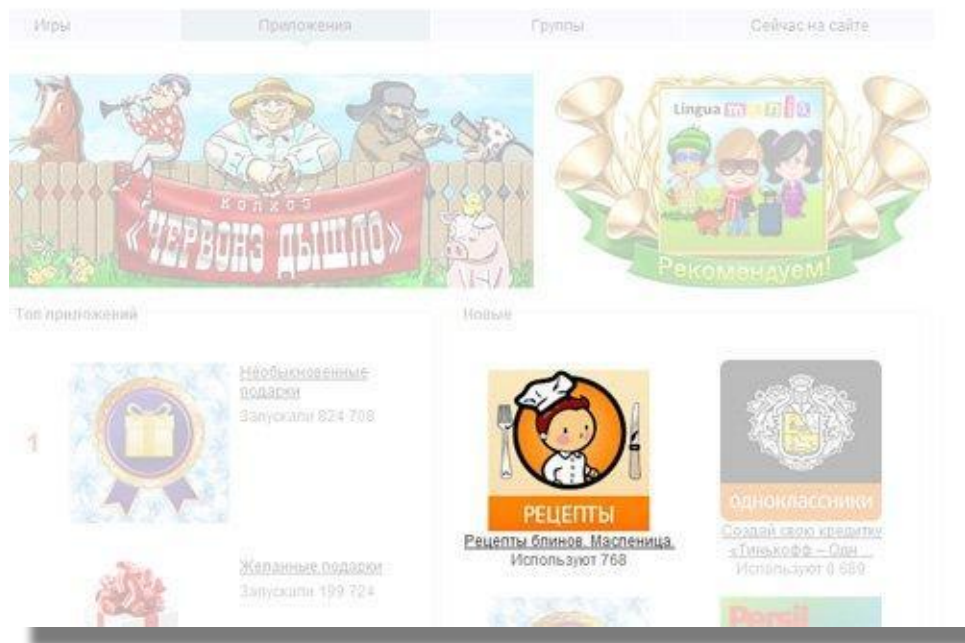 Игры
Приложения
Группы
Сейчас на сайте
Колхоз
«ЧЕРВОНЭ ДЫШЛО»
Lingua mania
Рекомендуем!
Топ приложений
Новые
1
Необыкновенные
подарки
Запускали 824 708
Желанные подарки
Запускали 199 724
РЕЦЕПТЫ
Рецепты блинов. Масленица.
Используют 768
одноклассники
Создай свою кредитку
«Тинькофф – Одн...
Используют 8 689
Persil